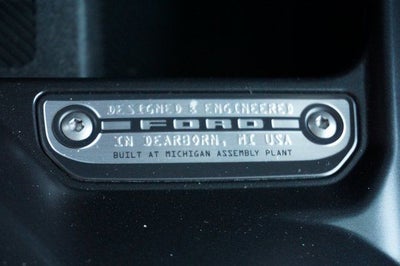 DESIGNED & ENGINEERED
FORD
IN DEARBORN, MI USA
BUILT AT MICHIGAN ASSEMBLY PLANT